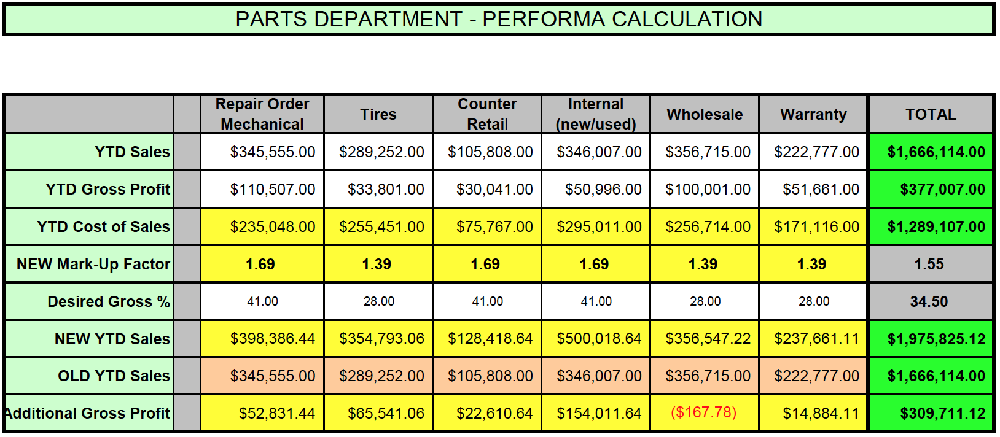 PARTS DEPARTMENT - PERFORMA CALCULATION
Repair Order Mechanical Tires Counter Retail Internal (new/used) Wholesale Warranty TOTAL
YTD Sales $345,555.00 $289,252.00 $105,808.00 $346,007.00 $356,715.00 $222,777.00 $1,666,114.00
YTD Gross Profit $110,507.00 $33,801.00 $30,041.00 $50,996.00 $100,001.00 $51,661.00 $377,007.00
YTD Cost of Sales $235,048.00 $255,451.00 $75,767.00 $295,011.00 $256,714.00 $171,116.00 $1,289,107.00
NEW Mark-Up Factor 1.69 1.39 1.69 1.69 1.39 1.39 1.55
Desired Gross % 41.00 28.00 41.00 41.00 28.00 28.00 34.50
NEW YTD Sales $398,386.44 $354,793.06 $128,418.64 $500,018.64 $356,547.22 $237,661.11 $1,975,825.12
OLD YTD Sales $345,555.00 $289,252.00 $105,808.00 $346,007.00 $356,715.00 $222,777.00 $1,666,114.00
Additional Gross Profit $52,831.44 $65,541.06 $22,610.64 $154,011.64 ($167.78) $14,884.11 $309,711.12